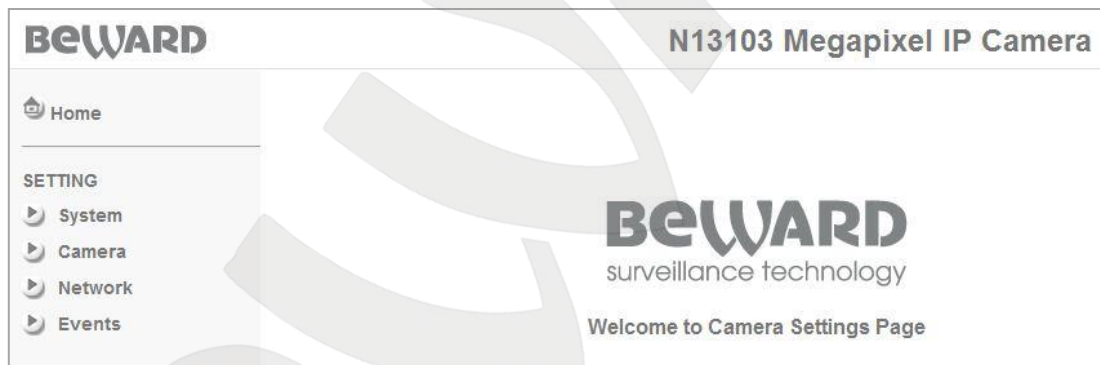 BEWARD
N13103 Megapixel IP Camera
Home
SETTING
System
Camera
Network
Events
BEWARD
surveillance technology
Welcome to Camera Settings Page